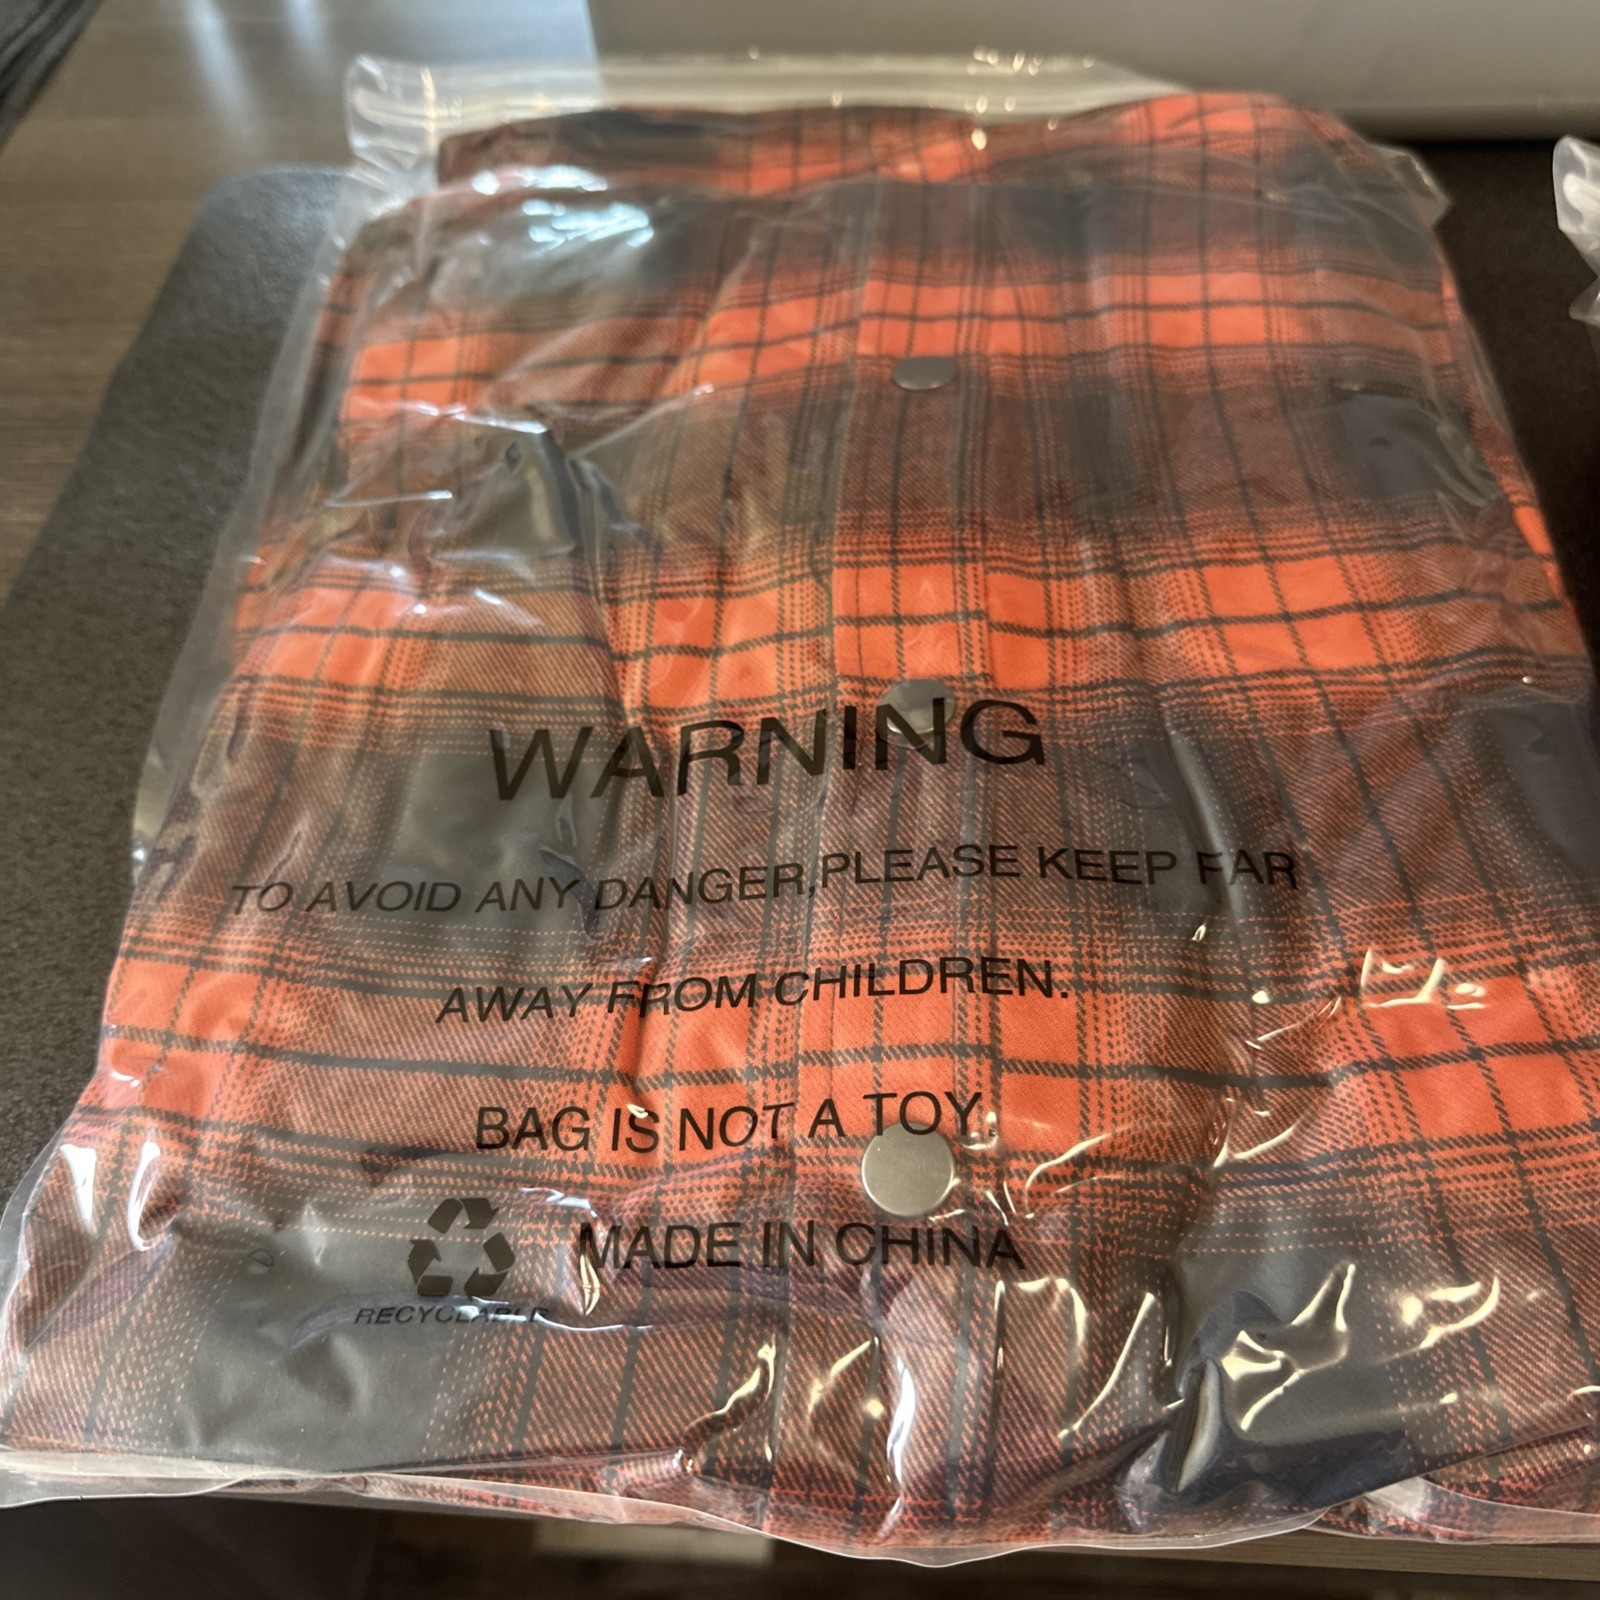 WARNING
TO AVOID ANY DANGER,PLEASE KEEP FAR
AWAY FROM CHILDREN.
BAG IS NOT A TOY.
MADE IN CHINA
RECYCLABLE